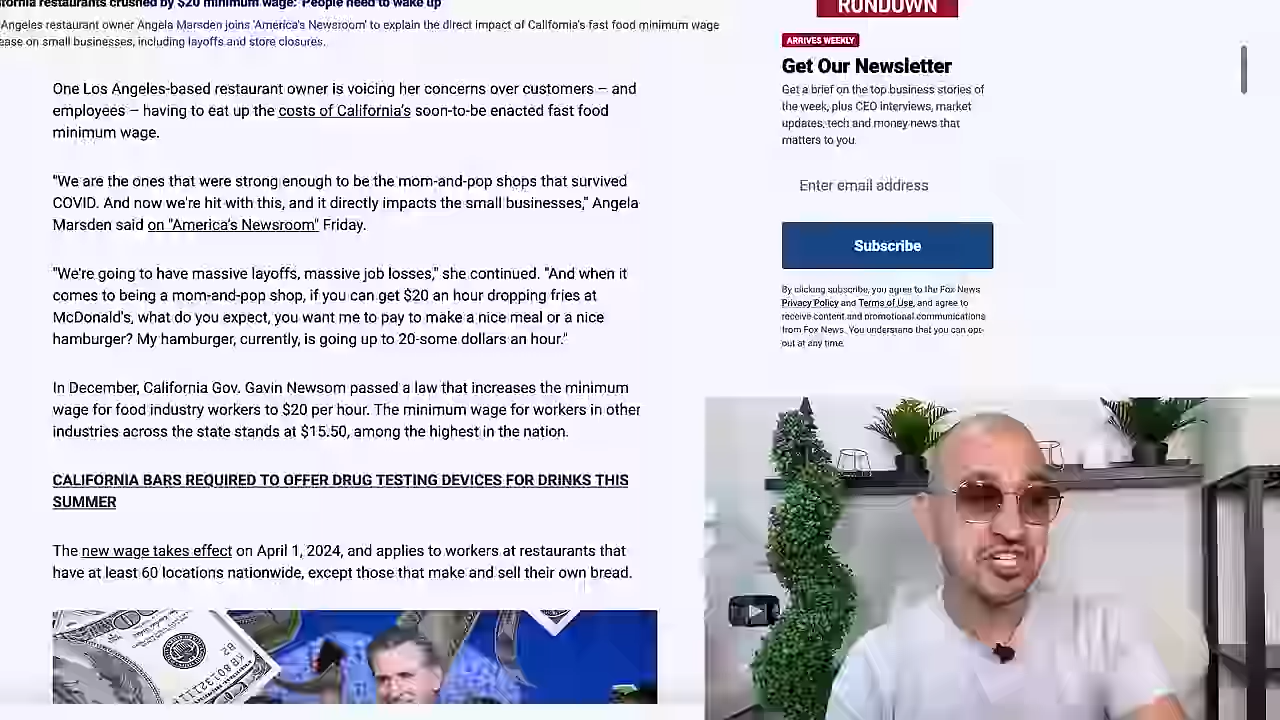 fornia restaurants crushed by $20 minimum wage: 'People need to wake up'
Angeles restaurant owner Angela Marsden joins 'America's Newsroom' to explain the direct impact of California's fast food minimum wage
ease on small businesses, including layoffs and store closures.
One Los Angeles-based restaurant owner is voicing her concerns over customers – and
employees – having to eat up the costs of California's soon-to-be enacted fast food
minimum wage.
"We are the ones that were strong enough to be the mom-and-pop shops that survived
COVID. And now we're hit with this, and it directly impacts the small businesses," Angela
Marsden said on "America's Newsroom" Friday.
"We're going to have massive layoffs, massive job losses," she continued. "And when it
comes to being a mom-and-pop shop, if you can get $20 an hour dropping fries at
McDonald's, what do you expect, you want me to pay to make a nice meal or a nice
hamburger? My hamburger, currently, is going up to 20-some dollars an hour."
In December, California Gov. Gavin Newsom passed a law that increases the minimum
wage for food industry workers to $20 per hour. The minimum wage for workers in other
industries across the state stands at $15.50, among the highest in the nation.
CALIFORNIA BARS REQUIRED TO OFFER DRUG TESTING DEVICES FOR DRINKS THIS
SUMMER
The new wage takes effect on April 1, 2024, and applies to workers at restaurants that
have at least 60 locations nationwide, except those that make and sell their own bread.
RUNDOWN
ARRIVES WEEKLY
Get Our Newsletter
Get a brief on the top business stories of
the week, plus CEO interviews, market
updates, tech and money news that
matters to you.
Enter email address
Subscribe
By clicking subscribe, you agree to the Fox News
Privacy Policy and Terms of Use, and agree to
receive content and promotional communications
from Fox News. You understand that you can opt-
out at any time.